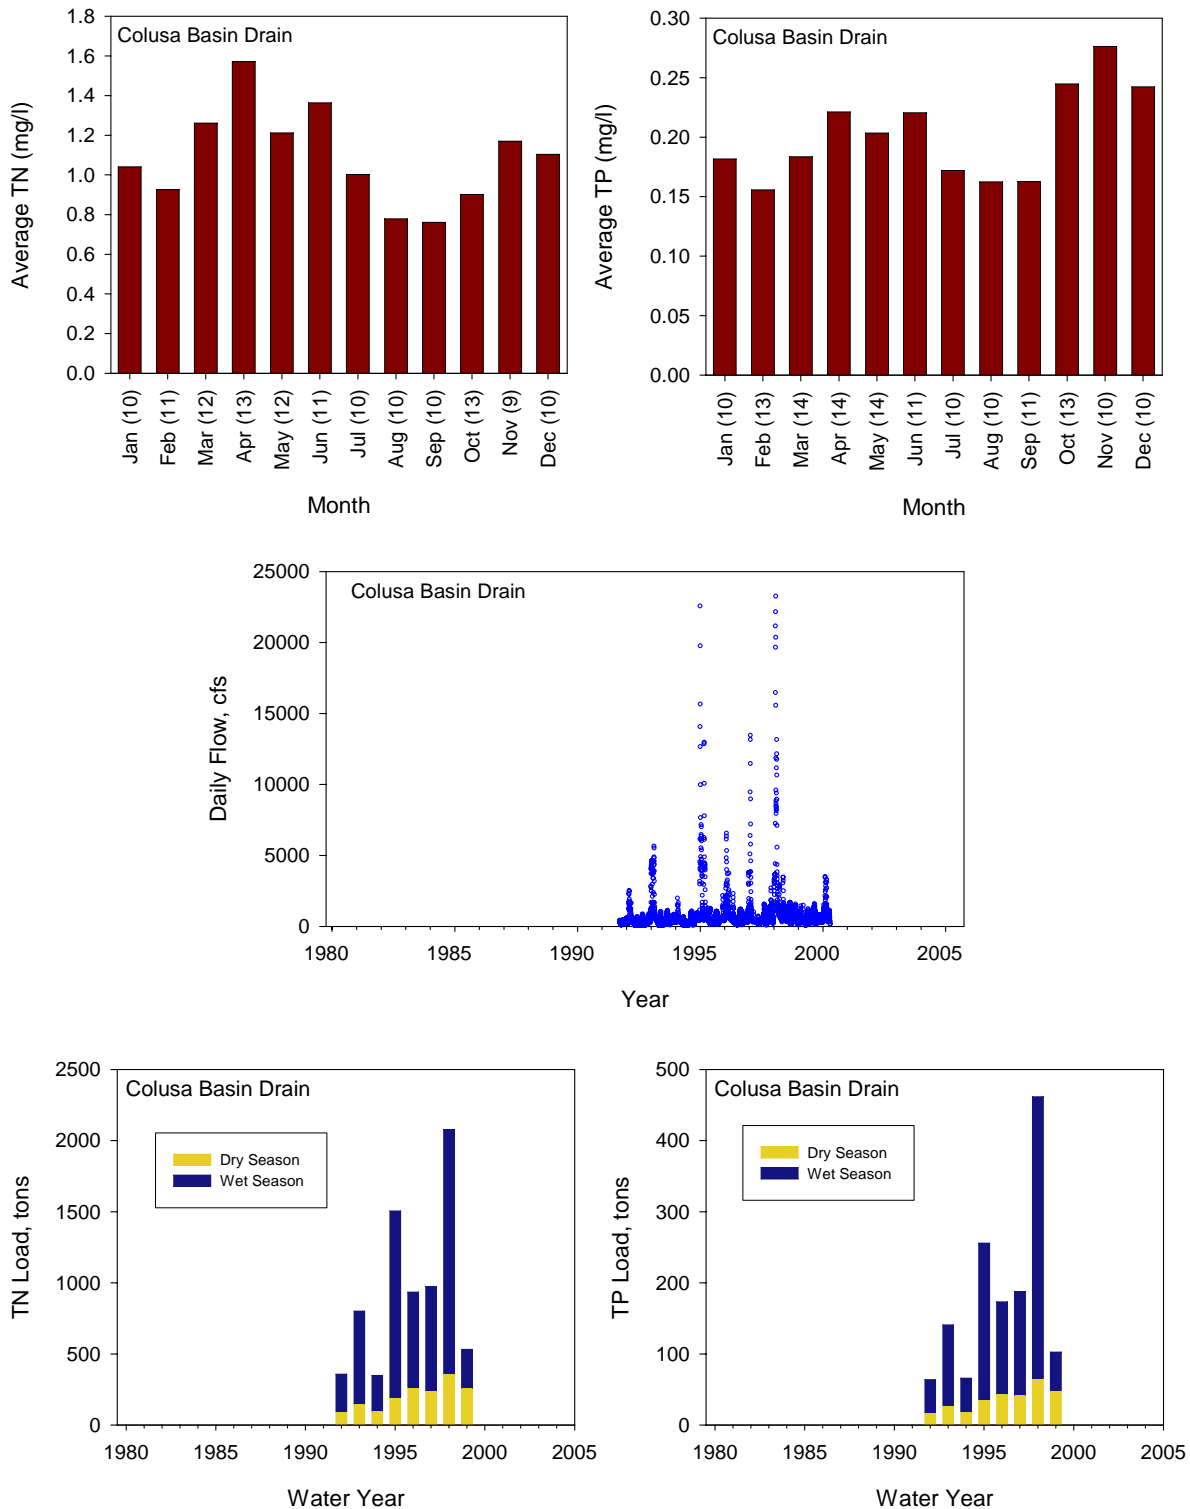 Colusa Basin Drain
Average TN (mg/l)
1.8
1.6
1.4
1.2
1.0
0.8
0.6
0.4
0.2
0.0
Jan (10)
Feb (11)
Mar (12)
Apr (13)
May (12)
Jun (11)
Jul (10)
Aug (10)
Sep (10)
Oct (13)
Nov (9)
Dec (10)
Month
Colusa Basin Drain
Average TP (mg/l)
0.30
0.25
0.20
0.15
0.10
0.05
0.00
Jan (10)
Feb (13)
Mar (14)
Apr (14)
May (14)
Jun (11)
Jul (10)
Aug (10)
Sep (11)
Oct (13)
Nov (10)
Dec (10)
Month
Colusa Basin Drain
Daily Flow, cfs
25000
20000
15000
10000
5000
0
1980 1985 1990 1995 2000 2005
Year
Colusa Basin Drain
Dry Season
Wet Season
TN Load, tons
2500
2000
1500
1000
500
0
1980 1985 1990 1995 2000 2005
Water Year
Colusa Basin Drain
Dry Season
Wet Season
TP Load, tons
500
400
300
200
100
0
1980 1985 1990 1995 2000 2005
Water Year